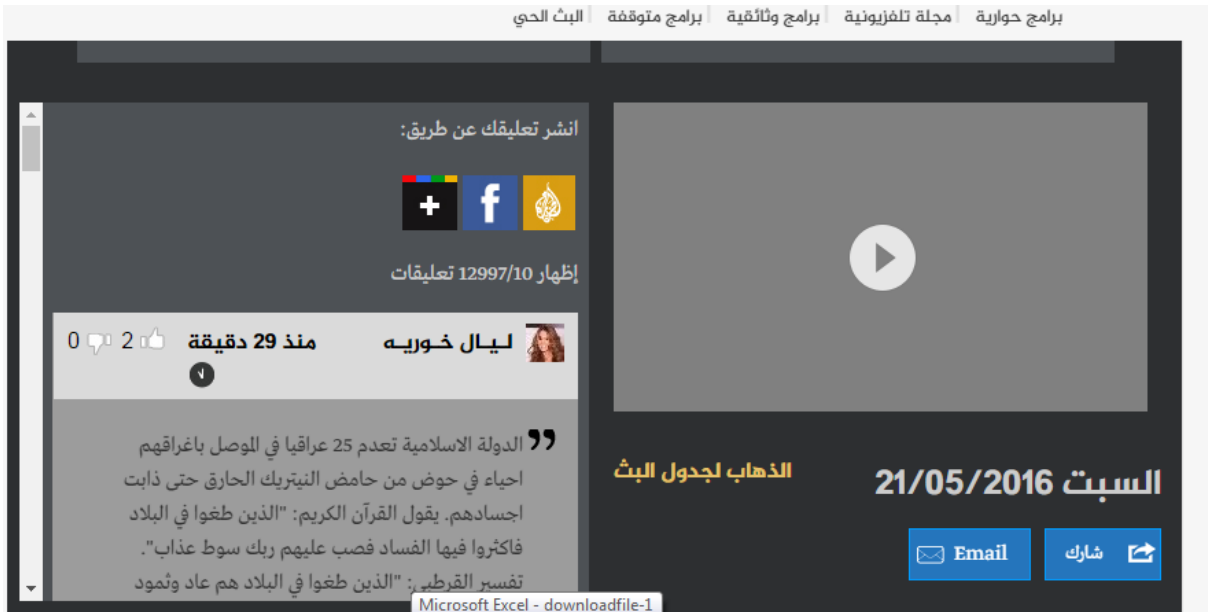 برامج حوارية
مجلة تلفزيونية
برامج وثائقية
برامج متوقفة
البث الحي
السبت 21/05/2016
الذهاب لجدول البث
شارك
Email
انشر تعليقك عن طريق:
f
+
إظهار 12997/10 تعليقات
لـيـال خـوريـه
منذ 29 دقيقة
2
0
الدولة الاسلامية تعدم 25 عراقيا في الموصل باغراقهم
احياء في حوض من حامض النيتريك الحارق حتى ذابت
اجسادهم. يقول القرآن الكريم: "الذين طغوا في البلاد
فاكثروا فيها الفساد فصب عليهم ربك سوط عذاب".
تفسير القرطبي: "الذين طغوا في البلاد هم عاد وثمود
Microsoft Excel - downloadfile-1